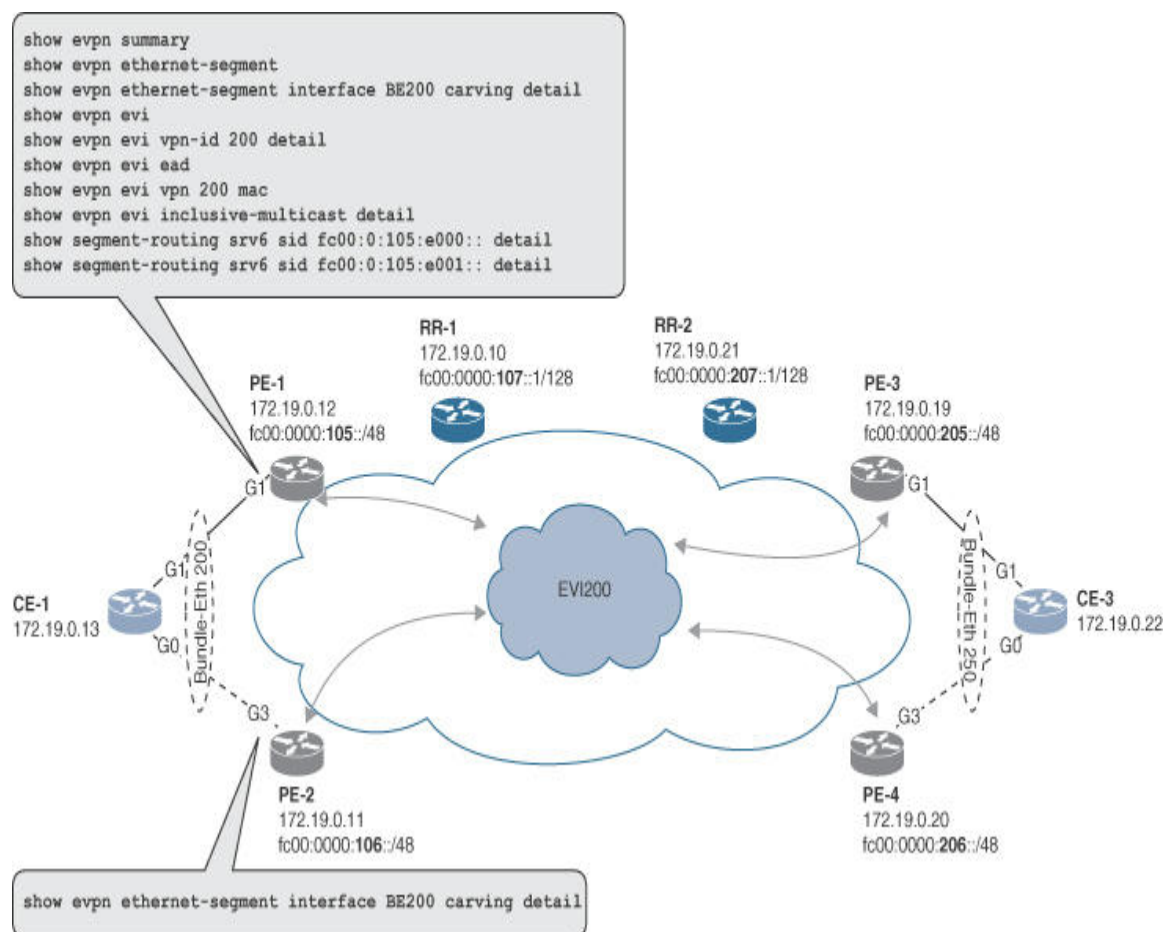 show evpn summary
show evpn ethernet-segment
show evpn ethernet-segment interface BE200 carving detail
show evpn evi
show evpn evi vpn-id 200 detail
show evpn evi ead
show evpn evi vpn 200 mac
show evpn evi inclusive-multicast detail
show segment-routing srv6 sid fc00:0:105:e000:: detail
show segment-routing srv6 sid fc00:0:105:e001:: detail
RR-1
172.19.0.10
fc00:0000:107::1/128
RR-2
172.19.0.21
fc00:0000:207::1/128
PE-1
172.19.0.12
fc00:0000:105::/48
PE-3
172.19.0.19
fc00:0000:205::/48
G1
G1
EVI200
G1
Bundle-Eth 200
G0
CE-1
172.19.0.13
G1
Bundle-Eth 250
G0
CE-3
172.19.0.22
G3
G3
PE-2
172.19.0.11
fc00:0000:106::/48
PE-4
172.19.0.20
fc00:0000:206::/48
show evpn ethernet-segment interface BE200 carving detail